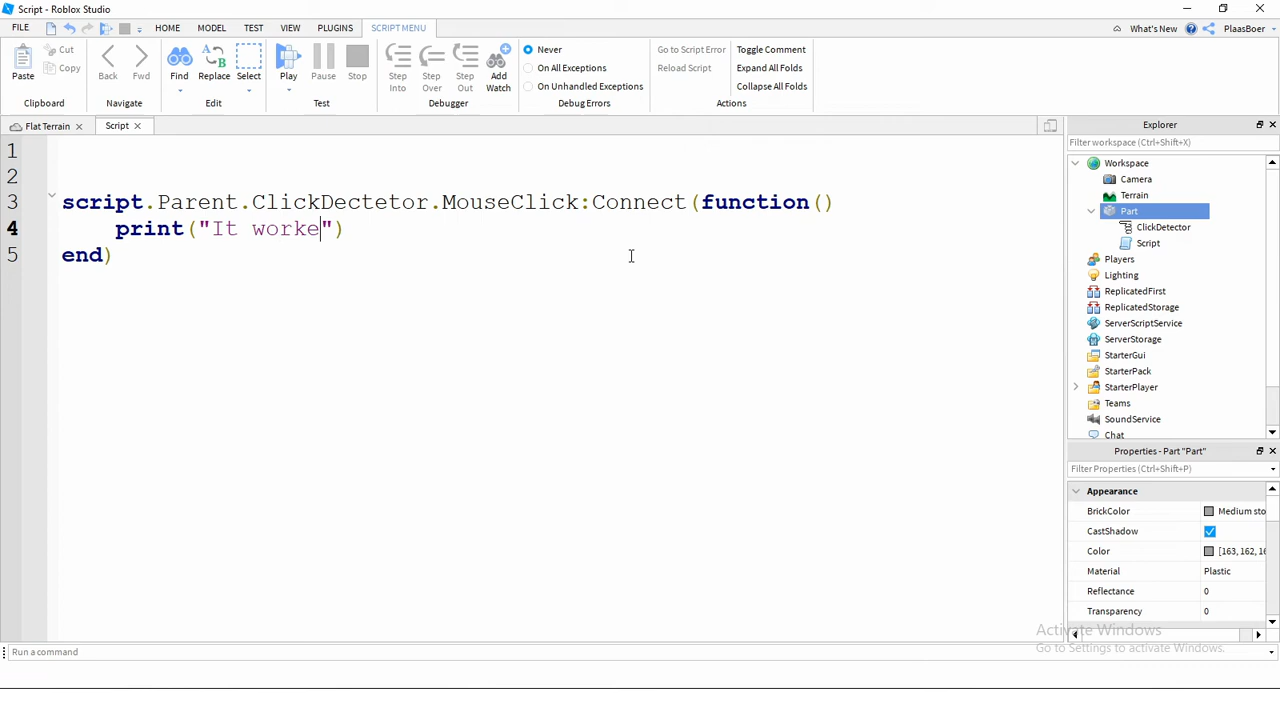 Script - Roblox Studio
FILE HOME MODEL TEST VIEW PLUGINS SCRIPT MENU What's New PlaasBoer
Paste Cut Copy Back Fwd Find Replace Select Play Pause Stop Step Into Step Over Step Out Add Watch Never On All Exceptions On Unhandled Exceptions Go to Script Error Reload Script Toggle Comment Expand All Folds Collapse All Folds
Clipboard Navigate Edit Test Debugger Debug Errors Actions
Flat Terrain Script
1
2
3 script.Parent.ClickDectetor.MouseClick:Connect(function()
4 print("It worke")
5 end)
Explorer
Filter workspace (Ctrl+Shift+X)
Workspace
Camera
Terrain
Part
ClickDetector
Script
Players
Lighting
ReplicatedFirst
ReplicatedStorage
ServerScriptService
ServerStorage
StarterGui
StarterPack
StarterPlayer
Teams
SoundService
Chat
Properties - Part "Part"
Filter Properties (Ctrl+Shift+P)
Appearance
BrickColor Medium sto
CastShadow
Color [163, 162, 16
Material Plastic
Reflectance 0
Transparency 0
Activate Windows
Go to Settings to activate Windows.
Run a command